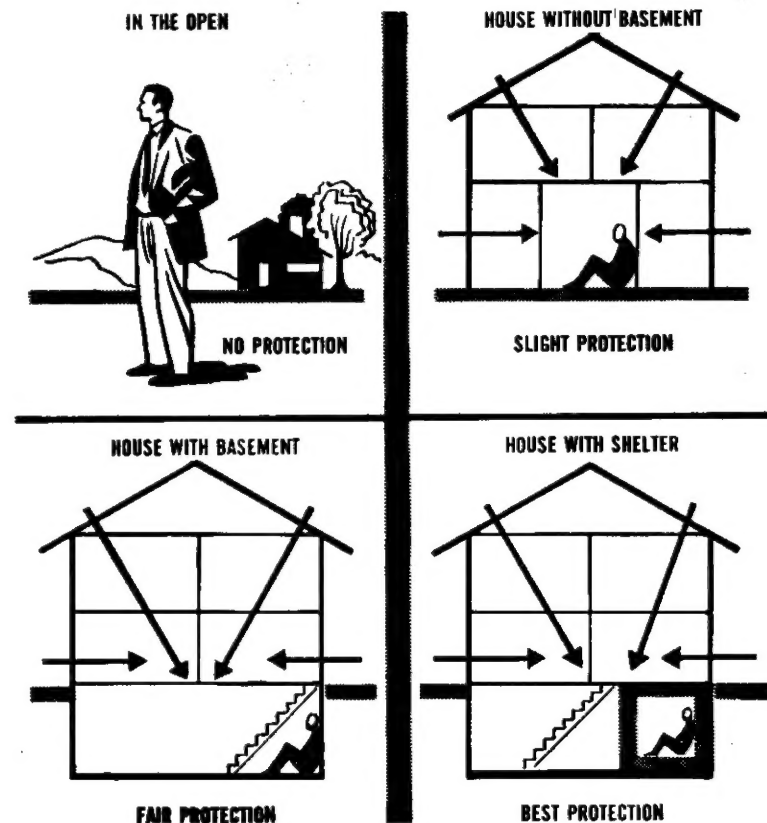 IN THE OPEN
NO PROTECTION
HOUSE WITHOUT BASEMENT
SLIGHT PROTECTION
HOUSE WITH BASEMENT
FAIR PROTECTION
HOUSE WITH SHELTER
BEST PROTECTION